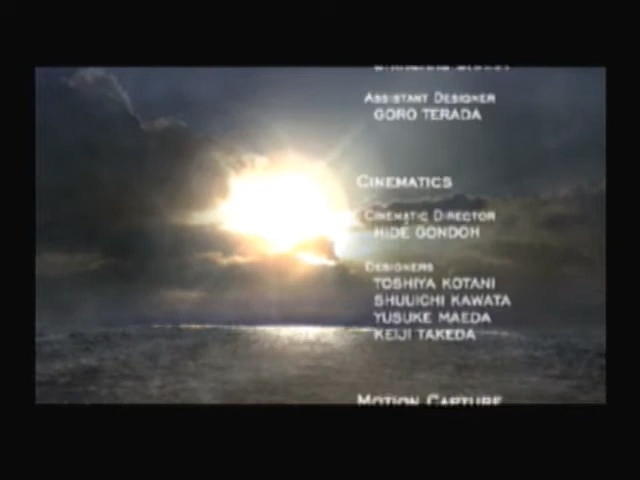 ASSISTANT DESIGNER
GORO TERADA
CINEMATICS
CINEMATIC DIRECTOR
HIDE GONDOH
DESIGNERS
TOSHIYA KOTANI
SHUUICHI KAWATA
YUSUKE MAEDA
KEIJI TAKEDA
MOTION CAPTURE